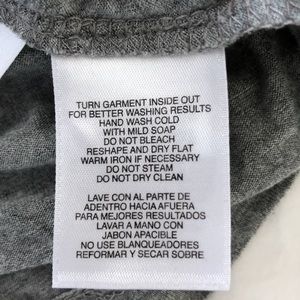 TURN GARMENT INSIDE OUT
FOR BETTER WASHING RESULTS
HAND WASH COLD
WITH MILD SOAP
DO NOT BLEACH
RESHAPE AND DRY FLAT
WARM IRON IF NECESSARY
DO NOT STEAM
DO NOT DRY CLEAN
LAVE CON AL PARTE DE
ADENTRO HACIA AFUERA
PARA MEJORES RESULTADOS
LAVAR A MANO CON
JABON APACIBLE
NO USE BLANQUEADORES
REFORMAR Y SECAR SOBRE